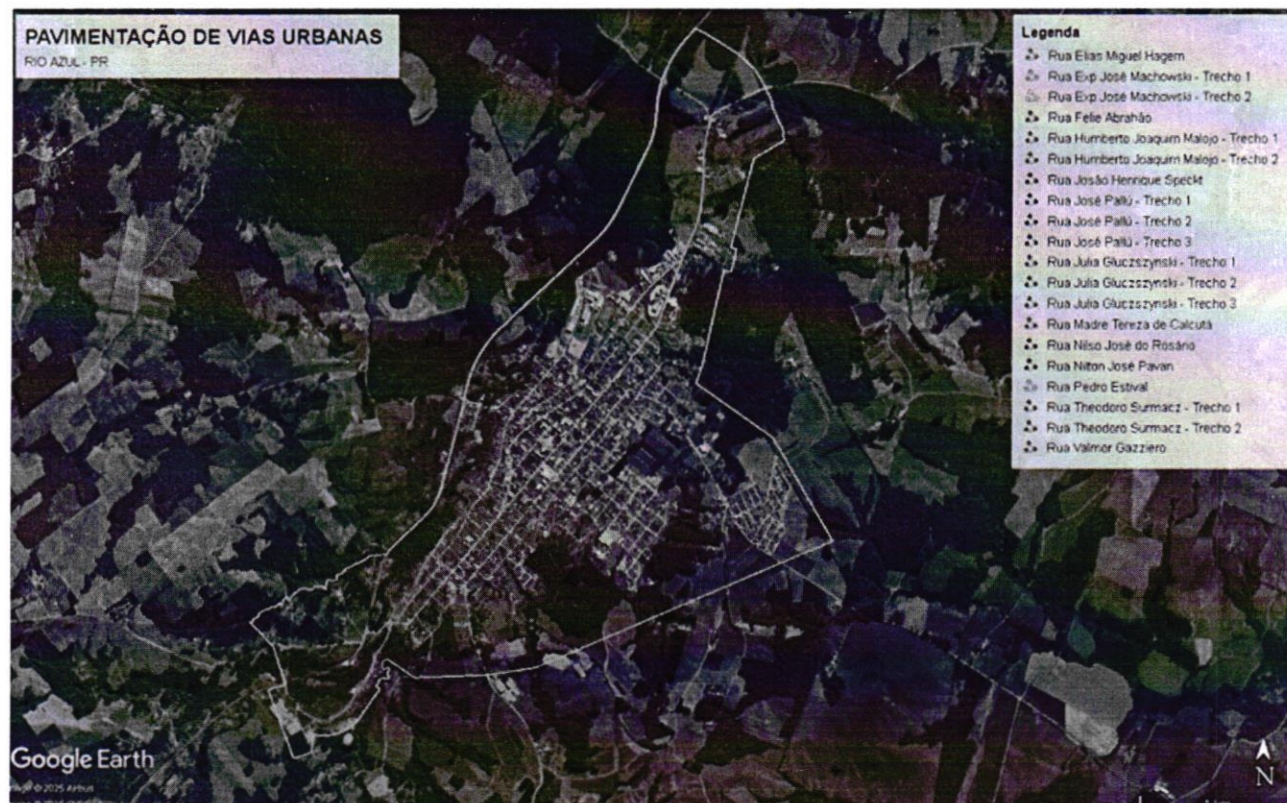 PAVIMENTAÇÃO DE VIAS URBANAS
RIO AZUL - PR
Legenda
Rua Elias Miguel Hagem
Rua Exp José Machowski - Trecho 1
Rua Exp José Machowski - Trecho 2
Rua Felie Abrahão
Rua Humberto Joaquim Malojo - Trecho 1
Rua Humberto Joaquim Malojo - Trecho 2
Rua Josão Henrique Speckt
Rua José Pallú - Trecho 1
Rua José Pallú - Trecho 2
Rua José Pallú - Trecho 3
Rua Julia Gluczszynski - Trecho 1
Rua Julia Gluczszynski - Trecho 2
Rua Julia Gluczszynski - Trecho 3
Rua Madre Tereza de Calcutá
Rua Nilso José do Rosário
Rua Nilton José Pavan
Rua Pedro Estival
Rua Theodoro Surmacz - Trecho 1
Rua Theodoro Surmacz - Trecho 2
Rua Valmor Gazziero
Google Earth
© 2025 Airbus
N